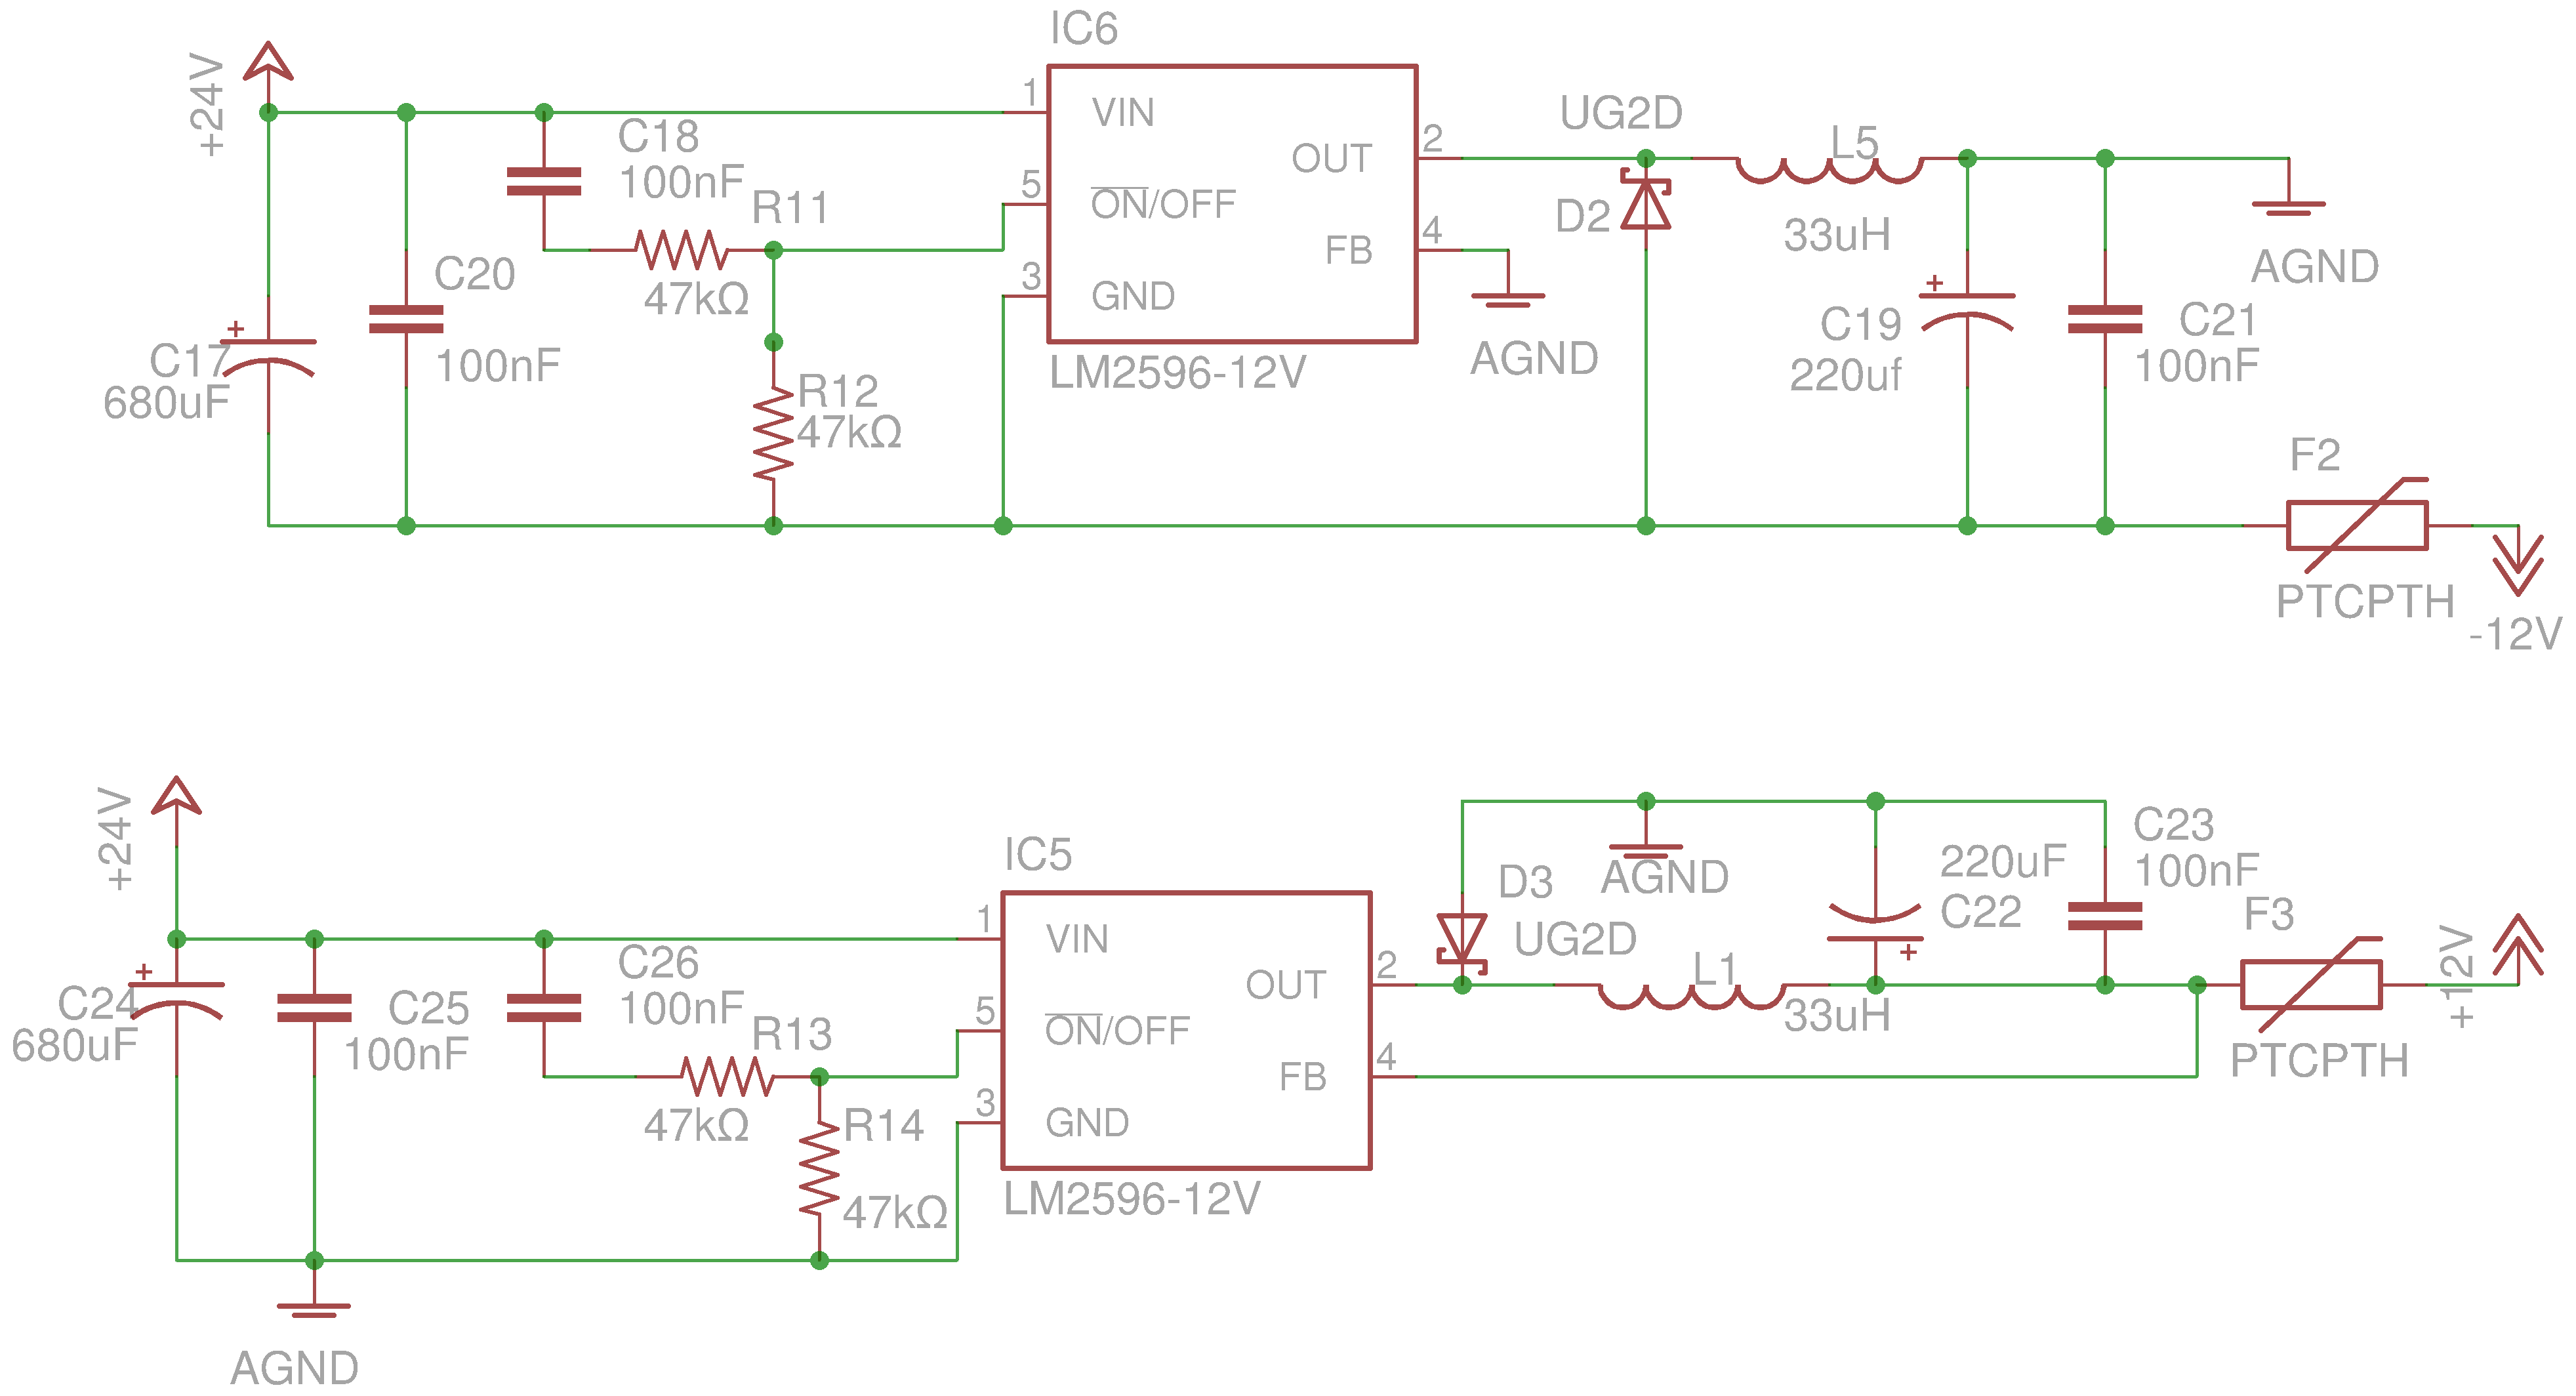 IC6
+24V
1
VIN
C18
100nF
UG2D
L5
2
OUT
5
ON/OFF
R11
D2
33uH
4
FB
AGND
C20
47kΩ
3
GND
+
C19
220uf
C21
100nF
+
C17
680uF
100nF
AGND
LM2596-12V
R12
47kΩ
F2
PTCPTH
-12V
+24V
IC5
AGND
C23
100nF
220uF
C22
D3
UG2D
F3
+12V
1
VIN
+
C24
680uF
C25
100nF
C26
100nF
2
OUT
L1
33uH
+
5
ON/OFF
R13
4
FB
PTCPTH
3
GND
47kΩ
R14
47kΩ
LM2596-12V
AGND